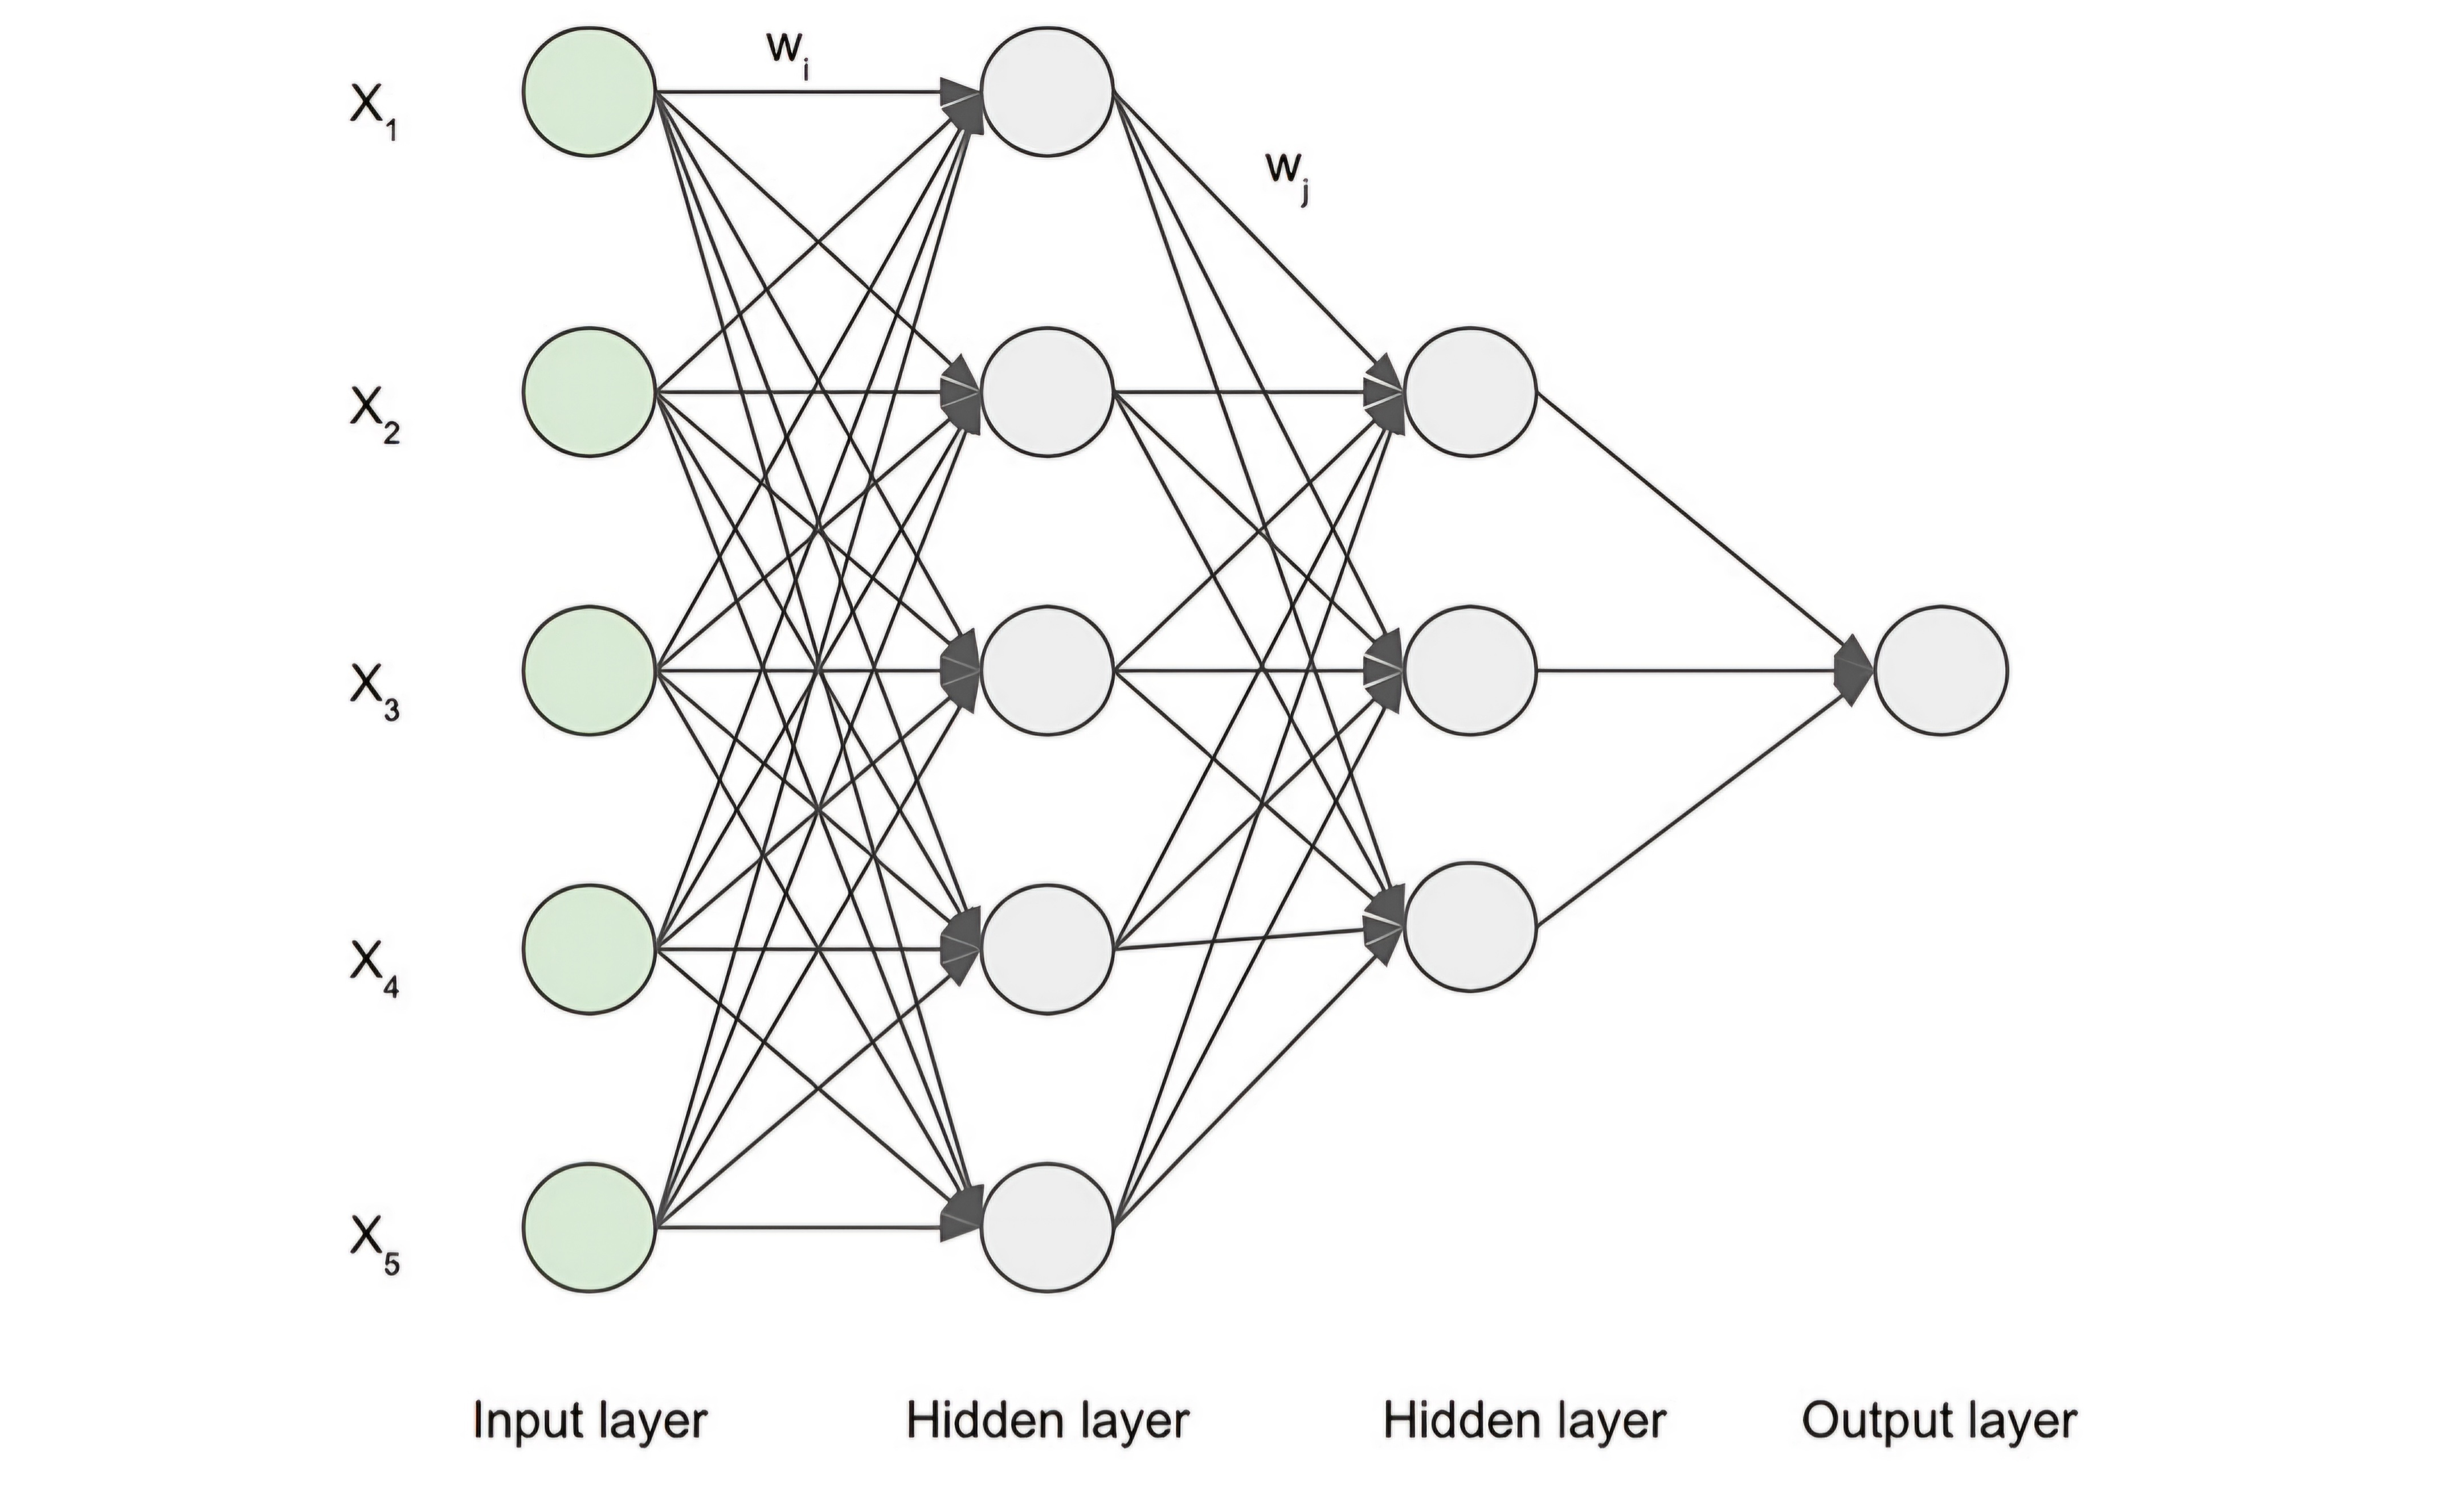 w_i
X_1
w_j
X_2
X_3
X_4
X_5
Input layer
Hidden layer
Hidden layer
Output layer